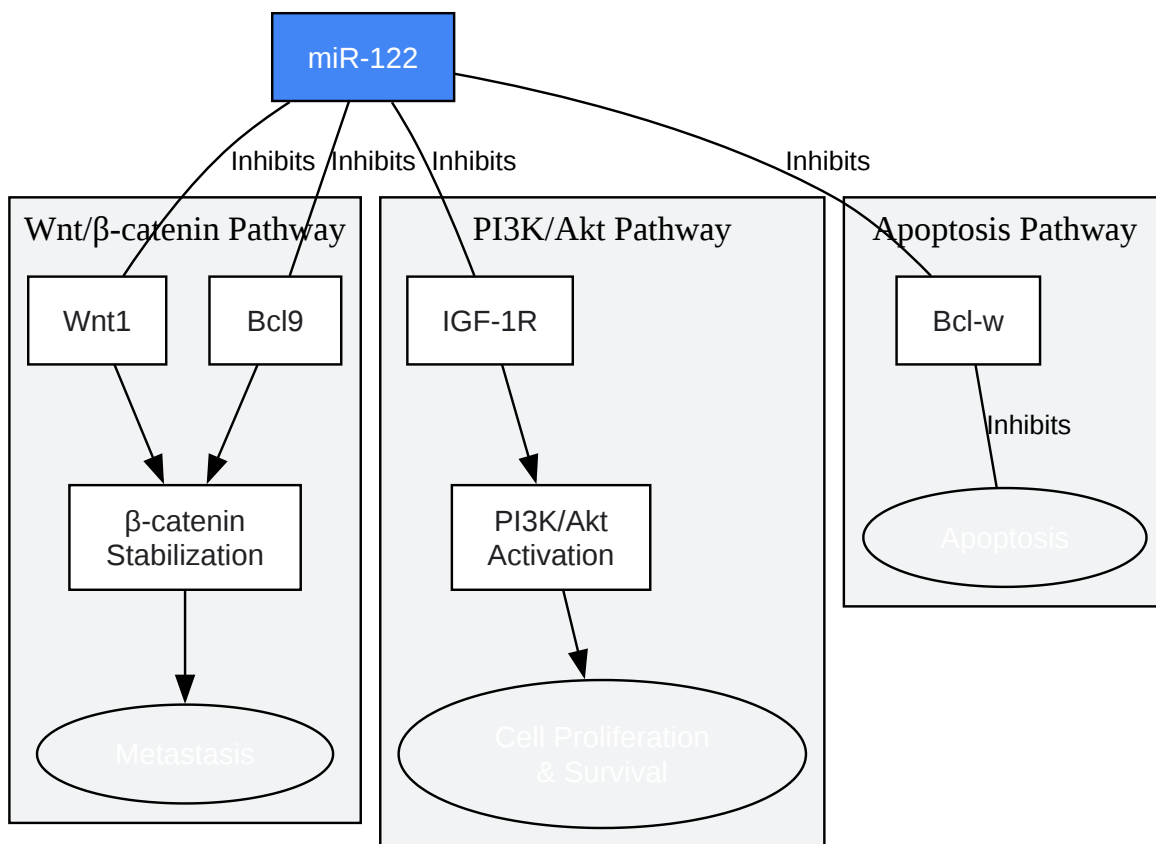 miR-122
Inhibits
Inhibits
Inhibits
Inhibits
Wnt/β-catenin Pathway
PI3K/Akt Pathway
Apoptosis Pathway
Wnt1
Bcl9
IGF-1R
Bcl-w
Inhibits
β-catenin
Stabilization
PI3K/Akt
Activation
Apoptosis
Metastasis
Cell Proliferation
& Survival